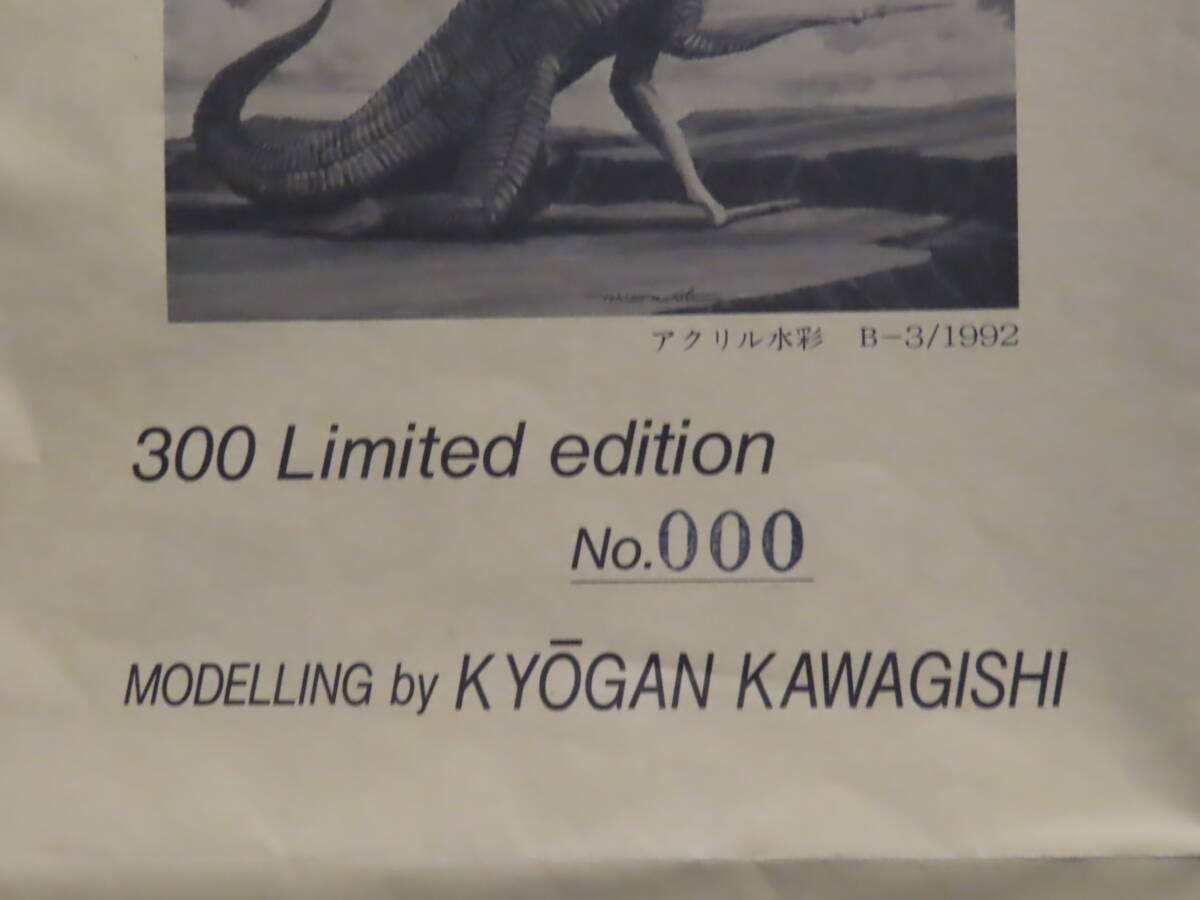 アクリル水彩 B-3/1992
300 Limited edition
No.000
MODELLING by KYŌGAN KAWAGISHI